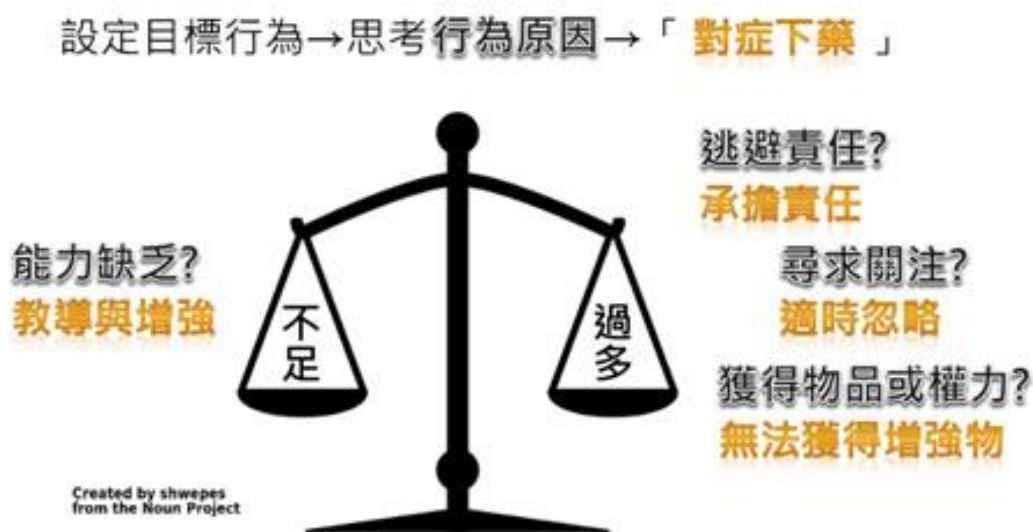 設定目標行為→思考行為原因→「對症下藥」
逃避責任?
承擔責任
能力缺乏?
教導與增強
不足
過多
尋求關注?
適時忽略
獲得物品或權力?
無法獲得增強物
Created by shwepes
from the Noun Project